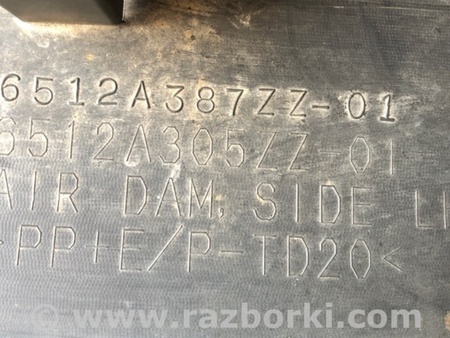 6512A387ZZ-01
6512A305ZZ-01
AIR DAM, SIDE L
>PP+E/P-TD20<
www.razborki.com